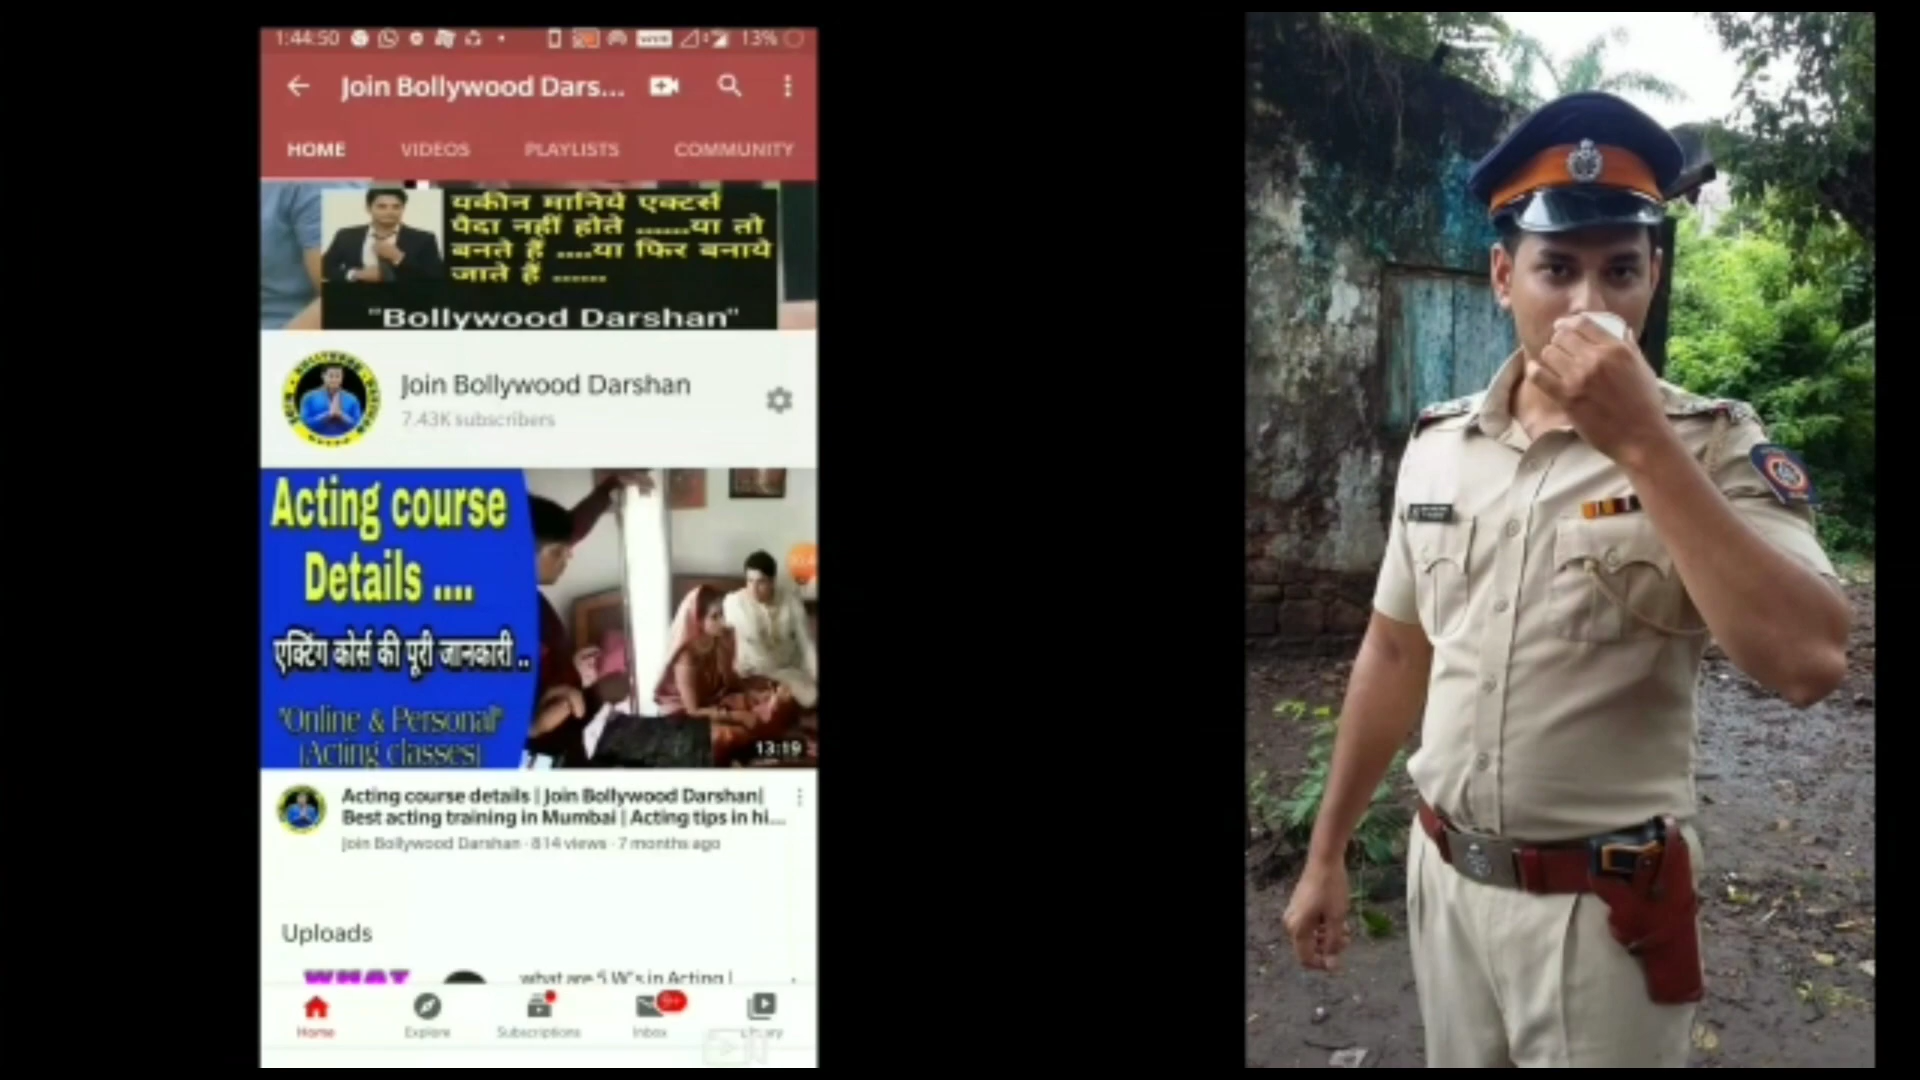 1:44:50
13%
Join Bollywood Dars...
HOME VIDEOS PLAYLISTS COMMUNITY
यकीन मानिये एक्टर्स
पैदा नहीं होते ......या तो
बनते हैं ....या फिर बनाये
जाते हैं ......
"Bollywood Darshan"
Join Bollywood Darshan
7.43K subscribers
Acting course
Details ....
एक्टिंग कोर्स की पूरी जानकारी ..
"Online & Personal"
[Acting classes]
13:19
Acting course details | Join Bollywood Darshan|
Best acting training in Mumbai | Acting tips in hi...
Join Bollywood Darshan · 814 views · 7 months ago
Uploads
WHAT
what are 5 W's in Acting |
Home Explore Subscriptions Inbox 9+ Library